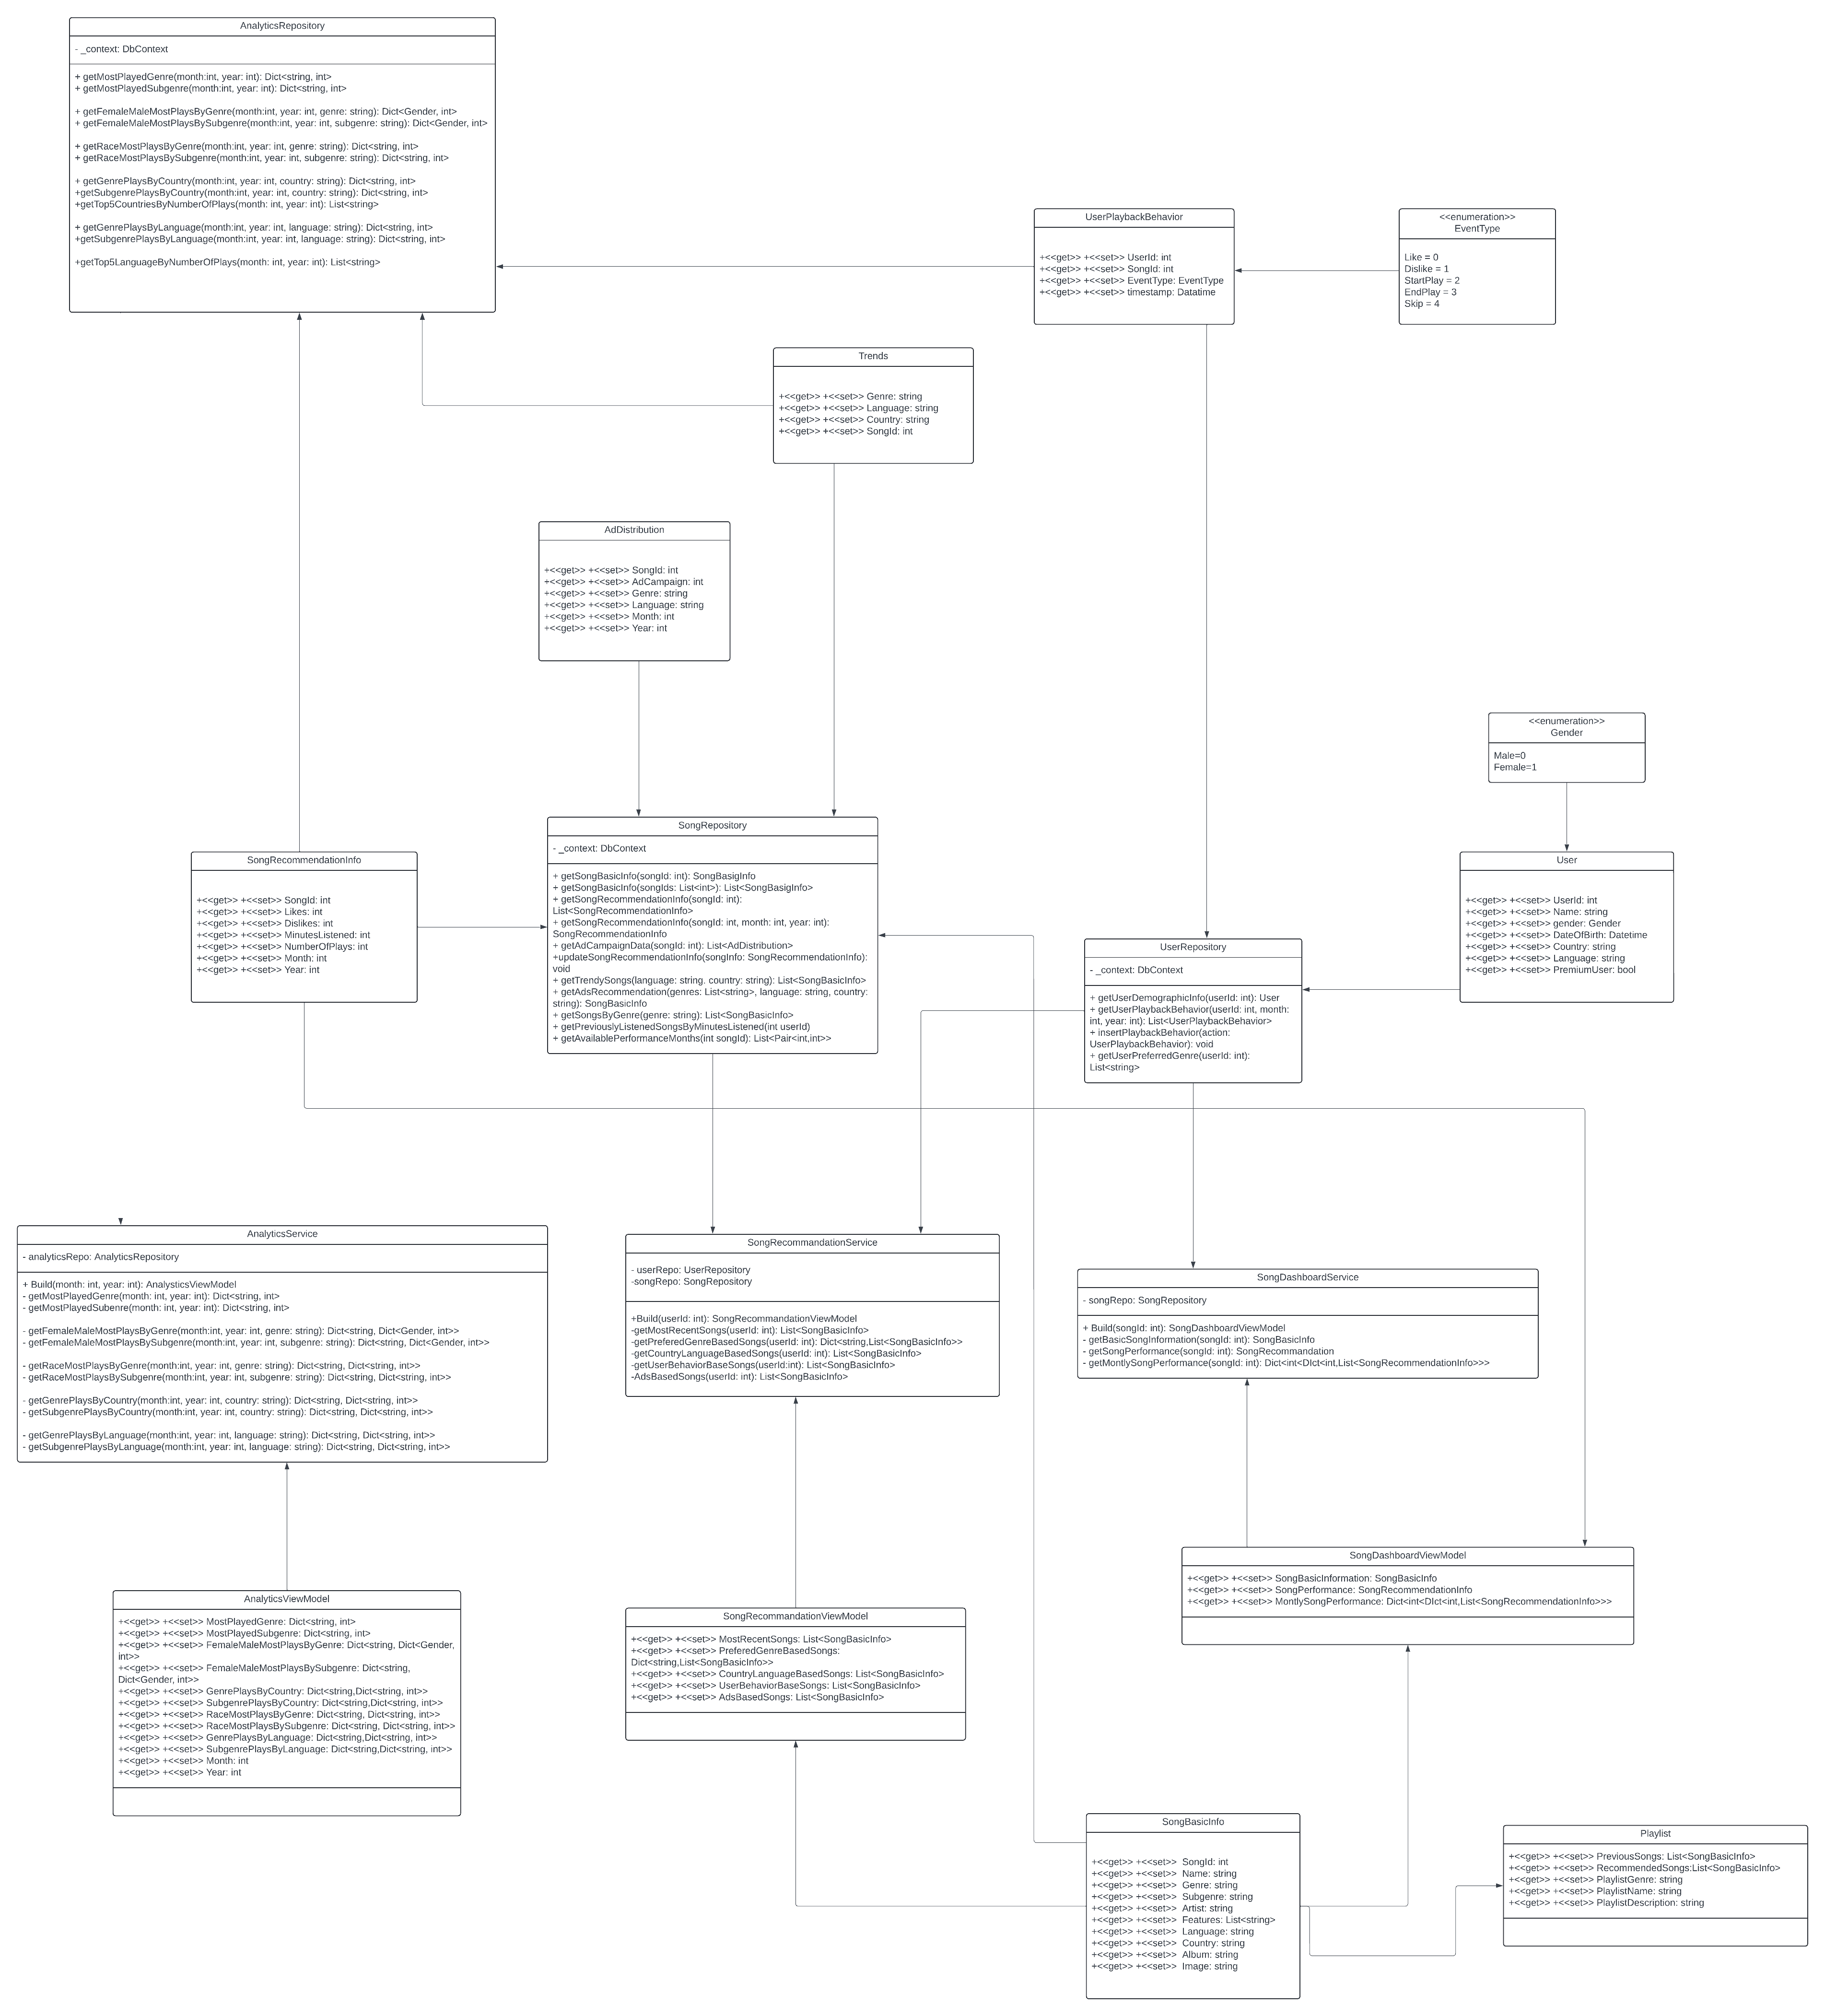 AnalyticsRepository
- _context: DbContext
+ getMostPlayedGenre(month:int, year: int): Dict<string, int>
+ getMostPlayedSubgenre(month:int, year: int): Dict<string, int>
+ getFemaleMaleMostPlaysByGenre(month:int, year: int, genre: string): Dict<Gender, int>
+ getFemaleMaleMostPlaysBySubgenre(month:int, year: int, subgenre: string): Dict<Gender, int>
+ getRaceMostPlaysByGenre(month:int, year: int, genre: string): Dict<string, int>
+ getRaceMostPlaysBySubgenre(month:int, year: int, subgenre: string): Dict<string, int>
+ getGenrePlaysByCountry(month:int, year: int, country: string): Dict<string, int>
+getSubgenrePlaysByCountry(month:int, year: int, country: string): Dict<string, int>
+getTop5CountriesByNumberOfPlays(month: int, year: int): List<string>
+ getGenrePlaysByLanguage(month:int, year: int, language: string): Dict<string, int>
+getSubgenrePlaysByLanguage(month:int, year: int, language: string): Dict<string, int>
+getTop5LanguageByNumberOfPlays(month: int, year: int): List<string>
UserPlaybackBehavior
+<<get>> +<<set>> UserId: int
+<<get>> +<<set>> SongId: int
+<<get>> +<<set>> EventType: EventType
+<<get>> +<<set>> timestamp: Datatime
<<enumeration>>
EventType
Like = 0
Dislike = 1
StartPlay = 2
EndPlay = 3
Skip = 4
Trends
+<<get>> +<<set>> Genre: string
+<<get>> +<<set>> Language: string
+<<get>> +<<set>> Country: string
+<<get>> +<<set>> SongId: int
AdDistribution
+<<get>> +<<set>> SongId: int
+<<get>> +<<set>> AdCampaign: int
+<<get>> +<<set>> Genre: string
+<<get>> +<<set>> Language: string
+<<get>> +<<set>> Month: int
+<<get>> +<<set>> Year: int
<<enumeration>>
Gender
Male=0
Female=1
SongRecommendationInfo
+<<get>> +<<set>> SongId: int
+<<get>> +<<set>> Likes: int
+<<get>> +<<set>> Dislikes: int
+<<get>> +<<set>> MinutesListened: int
+<<get>> +<<set>> NumberOfPlays: int
+<<get>> +<<set>> Month: int
+<<get>> +<<set>> Year: int
SongRepository
- _context: DbContext
+ getSongBasicInfo(songId: int): SongBasigInfo
+ getSongBasicInfo(songIds: List<int>): List<SongBasigInfo>
+ getSongRecommendationInfo(songId: int):
List<SongRecommendationInfo>
+ getSongRecommendationInfo(songId: int, month: int, year: int):
SongRecommendationInfo
+ getAdCampaignData(songId: int): List<AdDistribution>
+updateSongRecommendationInfo(songInfo: SongRecommendationInfo):
void
+ getTrendySongs(language: string. country: string): List<SongBasicInfo>
+ getAdsRecommendation(genres: List<string>, language: string, country:
string): SongBasicInfo
+ getSongsByGenre(genre: string): List<SongBasicInfo>
+ getPreviouslyListenedSongsByMinutesListened(int userId)
+ getAvailablePerformanceMonths(int songId): List<Pair<int,int>>
User
+<<get>> +<<set>> UserId: int
+<<get>> +<<set>> Name: string
+<<get>> +<<set>> gender: Gender
+<<get>> +<<set>> DateOfBirth: Datetime
+<<get>> +<<set>> Country: string
+<<get>> +<<set>> Language: string
+<<get>> +<<set>> PremiumUser: bool
UserRepository
- _context: DbContext
+ getUserDemographicInfo(userId: int): User
+ getUserPlaybackBehavior(userId: int, month:
int, year: int): List<UserPlaybackBehavior>
+ insertPlaybackBehavior(action:
UserPlaybackBehavior): void
+ getUserPreferredGenre(userId: int):
List<string>
AnalyticsService
- analyticsRepo: AnalyticsRepository
+ Build(month: int, year: int): AnalysticsViewModel
- getMostPlayedGenre(month: int, year: int): Dict<string, int>
- getMostPlayedSubenre(month: int, year: int): Dict<string, int>
- getFemaleMaleMostPlaysByGenre(month:int, year: int, genre: string): Dict<string, Dict<Gender, int>>
- getFemaleMaleMostPlaysBySubgenre(month:int, year: int, subgenre: string): Dict<string, Dict<Gender, int>>
- getRaceMostPlaysByGenre(month:int, year: int, genre: string): Dict<string, Dict<string, int>>
- getRaceMostPlaysBySubgenre(month:int, year: int, subgenre: string): Dict<string, Dict<string, int>>
- getGenrePlaysByCountry(month:int, year: int, country: string): Dict<string, Dict<string, int>>
- getSubgenrePlaysByCountry(month:int, year: int, country: string): Dict<string, Dict<string, int>>
- getGenrePlaysByLanguage(month:int, year: int, language: string): Dict<string, Dict<string, int>>
- getSubgenrePlaysByLanguage(month:int, year: int, language: string): Dict<string, Dict<string, int>>
SongRecommandationService
- userRepo: UserRepository
-songRepo: SongRepository
+Build(userId: int): SongRecommandationViewModel
-getMostRecentSongs(userId: int): List<SongBasicInfo>
-getPreferedGenreBasedSongs(userId: int): Dict<string,List<SongBasicInfo>>
-getCountryLanguageBasedSongs(userId: int): List<SongBasicInfo>
-getUserBehaviorBaseSongs(userId:int): List<SongBasicInfo>
-AdsBasedSongs(userId: int): List<SongBasicInfo>
SongDashboardService
- songRepo: SongRepository
+ Build(songId: int): SongDashboardViewModel
- getBasicSongInformation(songId: int): SongBasicInfo
- getSongPerformance(songId: int): SongRecommandation
- getMontlySongPerformance(songId: int): Dict<int<DIct<int,List<SongRecommendationInfo>>>
SongDashboardViewModel
+<<get>> +<<set>> SongBasicInformation: SongBasicInfo
+<<get>> +<<set>> SongPerformance: SongRecommendationInfo
+<<get>> +<<set>> MontlySongPerformance: Dict<int<DIct<int,List<SongRecommendationInfo>>>
AnalyticsViewModel
+<<get>> +<<set>> MostPlayedGenre: Dict<string, int>
+<<get>> +<<set>> MostPlayedSubgenre: Dict<string, int>
+<<get>> +<<set>> FemaleMaleMostPlaysByGenre: Dict<string, Dict<Gender,
int>>
+<<get>> +<<set>> FemaleMaleMostPlaysBySubgenre: Dict<string,
Dict<Gender, int>>
+<<get>> +<<set>> GenrePlaysByCountry: Dict<string,Dict<string, int>>
+<<get>> +<<set>> SubgenrePlaysByCountry: Dict<string,Dict<string, int>>
+<<get>> +<<set>> RaceMostPlaysByGenre: Dict<string, Dict<string, int>>
+<<get>> +<<set>> RaceMostPlaysBySubgenre: Dict<string, Dict<string, int>>
+<<get>> +<<set>> GenrePlaysByLanguage: Dict<string,Dict<string, int>>
+<<get>> +<<set>> SubgenrePlaysByLanguage: Dict<string,Dict<string, int>>
+<<get>> +<<set>> Month: int
+<<get>> +<<set>> Year: int
SongRecommandationViewModel
+<<get>> +<<set>> MostRecentSongs: List<SongBasicInfo>
+<<get>> +<<set>> PreferedGenreBasedSongs:
Dict<string,List<SongBasicInfo>>
+<<get>> +<<set>> CountryLanguageBasedSongs: List<SongBasicInfo>
+<<get>> +<<set>> UserBehaviorBaseSongs: List<SongBasicInfo>
+<<get>> +<<set>> AdsBasedSongs: List<SongBasicInfo>
SongBasicInfo
+<<get>> +<<set>> SongId: int
+<<get>> +<<set>> Name: string
+<<get>> +<<set>> Genre: string
+<<get>> +<<set>> Subgenre: string
+<<get>> +<<set>> Artist: string
+<<get>> +<<set>> Features: List<string>
+<<get>> +<<set>> Language: string
+<<get>> +<<set>> Country: string
+<<get>> +<<set>> Album: string
+<<get>> +<<set>> Image: string
Playlist
+<<get>> +<<set>> PreviousSongs: List<SongBasicInfo>
+<<get>> +<<set>> RecommendedSongs:List<SongBasicInfo>
+<<get>> +<<set>> PlaylistGenre: string
+<<get>> +<<set>> PlaylistName: string
+<<get>> +<<set>> PlaylistDescription: string